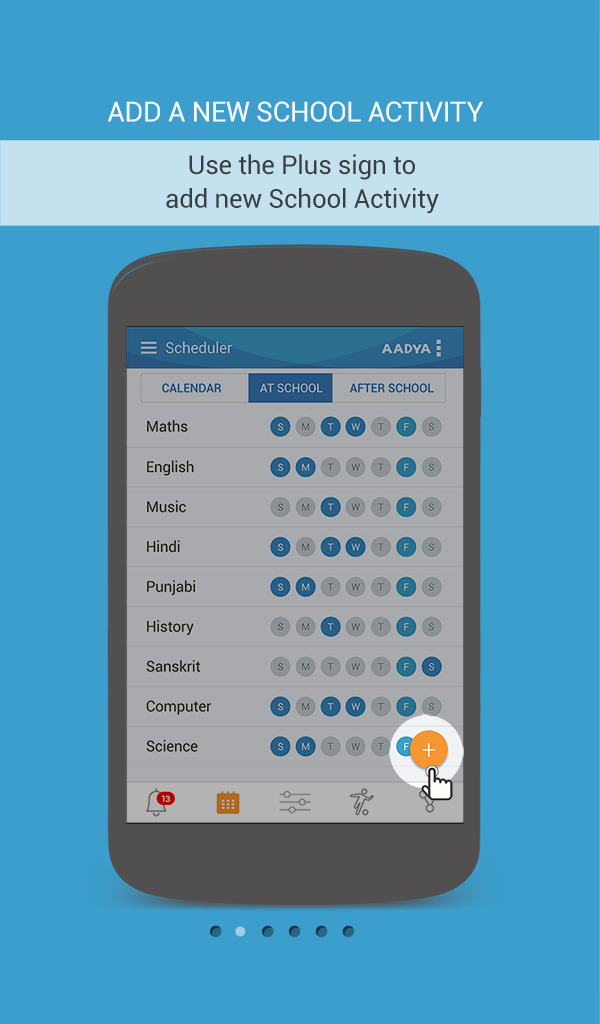 ADD A NEW SCHOOL ACTIVITY
Use the Plus sign to
add new School Activity
Scheduler AADYA
CALENDAR AT SCHOOL AFTER SCHOOL
Maths S M T W T F S
English S M T W T F S
Music S M T W T F S
Hindi S M T W T F S
Punjabi S M T W T F S
History S M T W T F S
Sanskrit S M T W T F S
Computer S M T W T F S
Science S M T W T F +
13